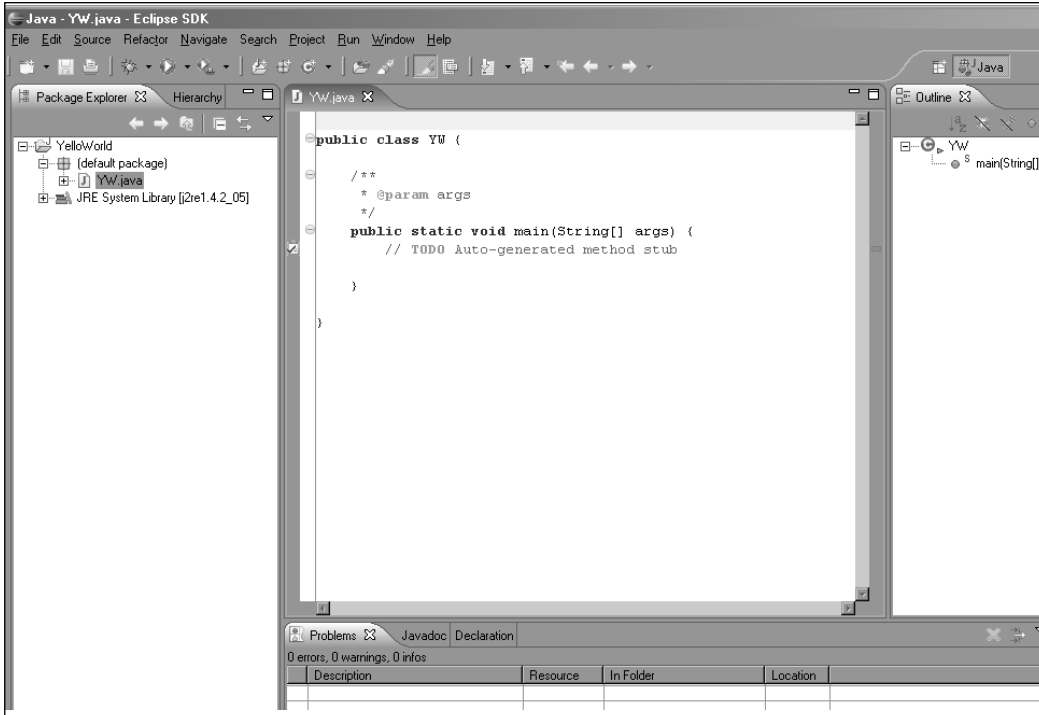 Java - YW.java - Eclipse SDK
File Edit Source Refactor Navigate Search Project Run Window Help
Java
Package Explorer Hierarchy
YelloWorld
(default package)
YW.java
JRE System Library [j2re1.4.2_05]
YW.java
public class YW {
/**
* @param args
*/
public static void main(String[] args) {
// TODO Auto-generated method stub
}
}
Outline
YW
main(String[]
Problems Javadoc Declaration
0 errors, 0 warnings, 0 infos
Description Resource In Folder Location